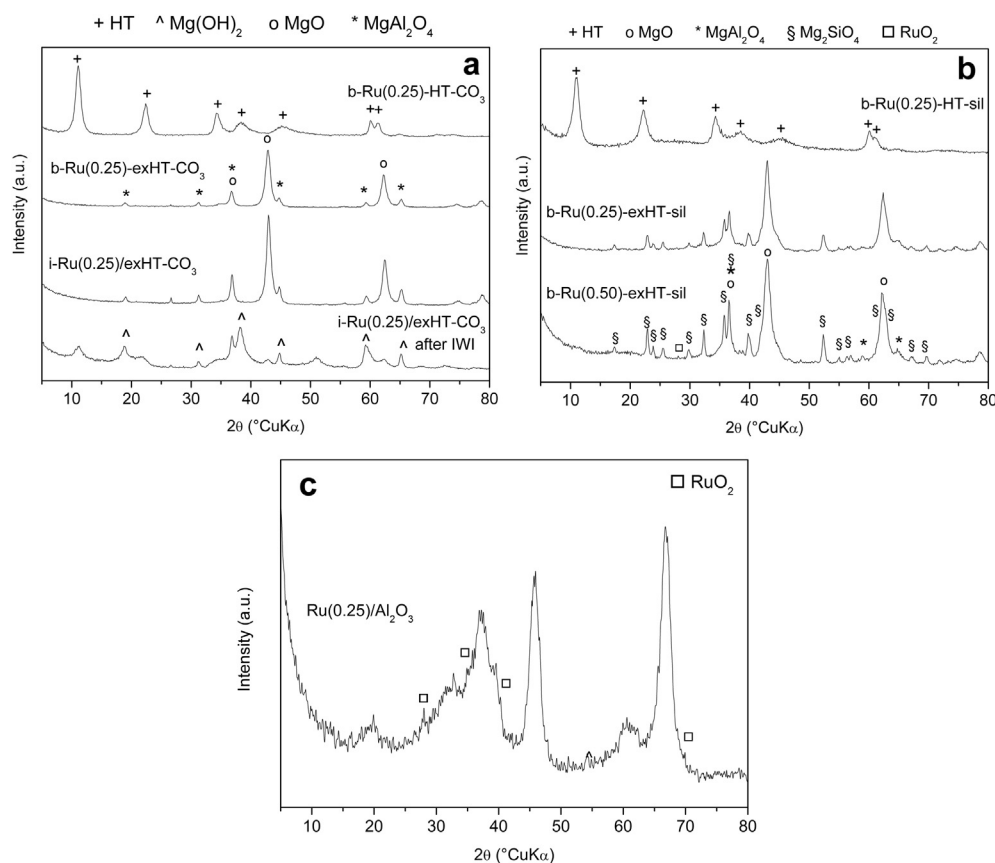 + HT ^ Mg(OH)₂ o MgO * MgAl₂O₄
a
b-Ru(0.25)-HT-CO₃
b-Ru(0.25)-exHT-CO₃
i-Ru(0.25)/exHT-CO₃
i-Ru(0.25)/exHT-CO₃
after IWI
Intensity (a.u.)
10 20 30 40 50 60 70 80
2θ (°CuKα)
+ HT o MgO * MgAl₂O₄ § Mg₂SiO₄ □ RuO₂
b
b-Ru(0.25)-HT-sil
b-Ru(0.25)-exHT-sil
b-Ru(0.50)-exHT-sil
Intensity (a.u.)
10 20 30 40 50 60 70 80
2θ (°CuKα)
c
□ RuO₂
Ru(0.25)/Al₂O₃
Intensity (a.u.)
10 20 30 40 50 60 70 80
2θ (°CuKα)